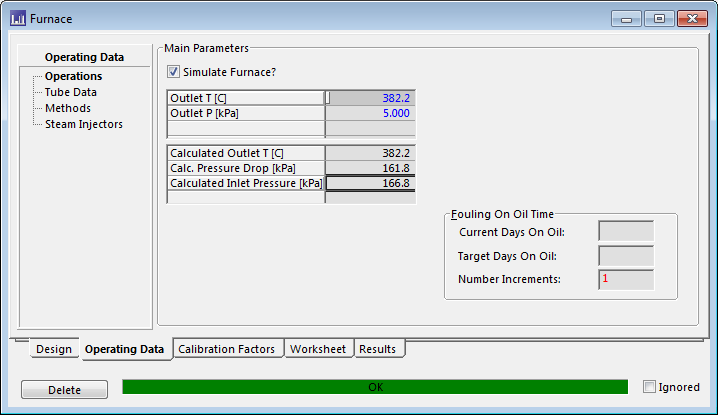 Furnace
Operating Data
Operations
Tube Data
Methods
Steam Injectors
Main Parameters
Simulate Furnace?
Outlet T [C] 382.2
Outlet P [kPa] 5.000
Calculated Outlet T [C] 382.2
Calc. Pressure Drop [kPa] 161.8
Calculated Inlet Pressure [kPa] 166.8
Fouling On Oil Time
Current Days On Oil:
Target Days On Oil:
Number Increments: 1
Design Operating Data Calibration Factors Worksheet Results
Delete OK Ignored